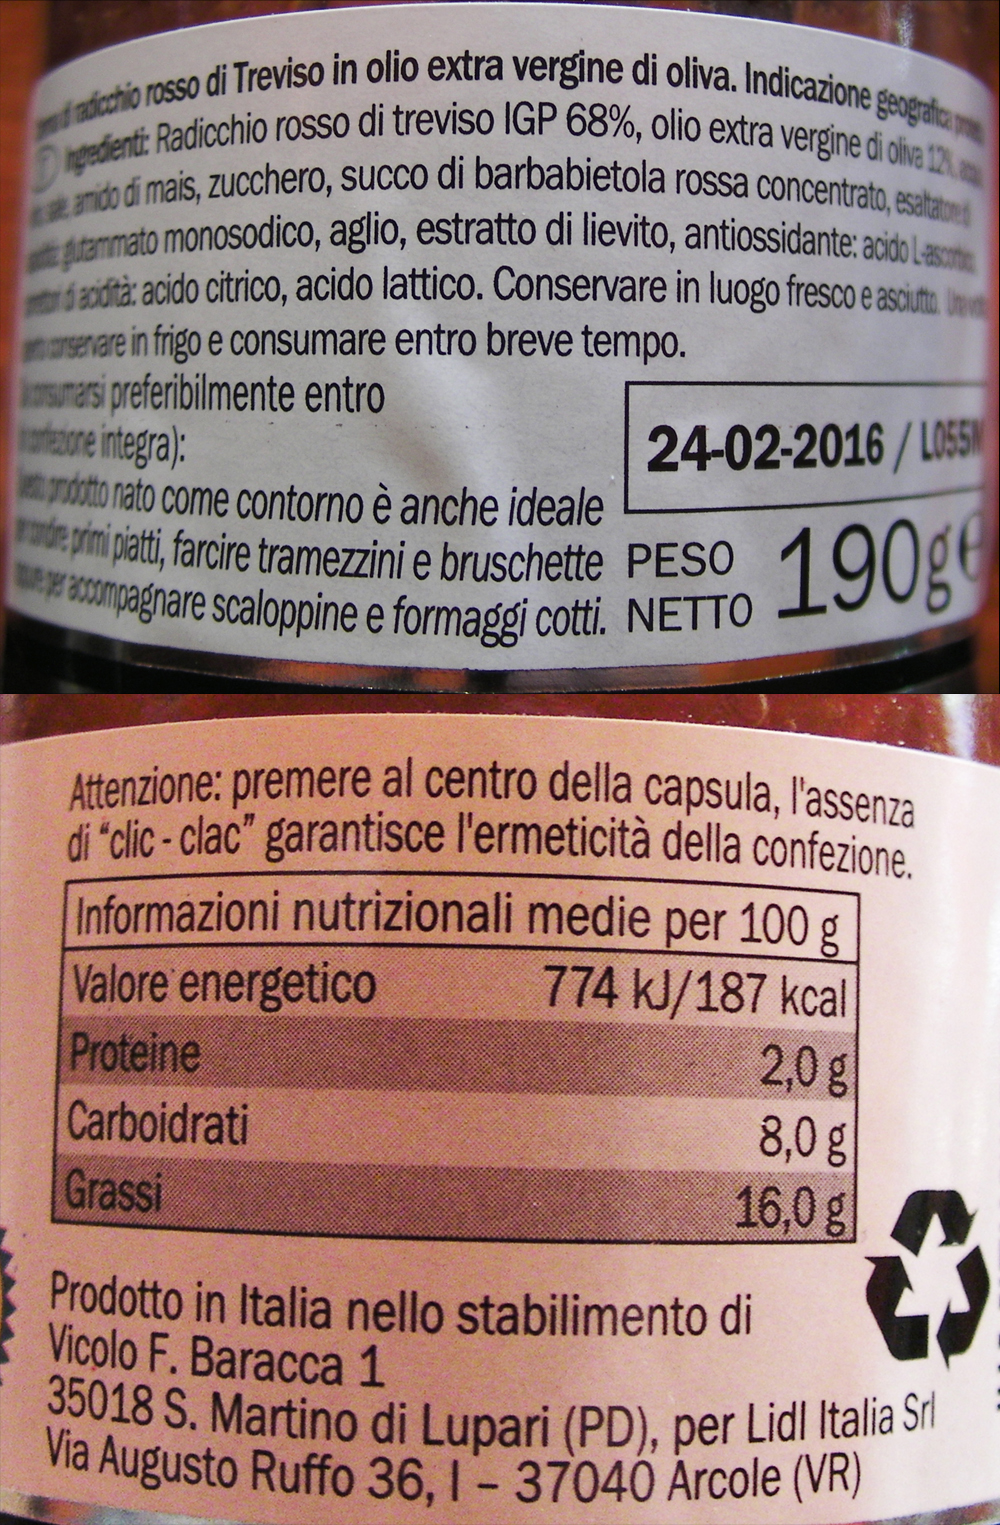 radicchio rosso di Treviso in olio extra vergine di oliva. Indicazione geografica
Ingredienti: Radicchio rosso di treviso IGP 68%, olio extra vergine di oliva 12%,
sale, amido di mais, zucchero, succo di barbabietola rossa concentrato, esaltatore di
glutammato monosodico, aglio, estratto di lievito, antiossidante: acido L-ascorbico,
di acidità: acido citrico, acido lattico. Conservare in luogo fresco e asciutto. Una
conservare in frigo e consumare entro breve tempo.
consumarsi preferibilmente entro
confezione integra):
24-02-2016 / L055
prodotto nato come contorno è anche ideale
condire primi piatti, farcire tramezzini e bruschette
per accompagnare scaloppine e formaggi cotti.
PESO
NETTO
190g e
Attenzione: premere al centro della capsula, l'assenza
di "clic - clac" garantisce l'ermeticità della confezione.
Informazioni nutrizionali medie per 100 g
Valore energetico 774 kJ/187 kcal
Proteine 2,0 g
Carboidrati 8,0 g
Grassi 16,0 g
Prodotto in Italia nello stabilimento di
Vicolo F. Baracca 1
35018 S. Martino di Lupari (PD), per Lidl Italia Srl
Via Augusto Ruffo 36, I – 37040 Arcole (VR)